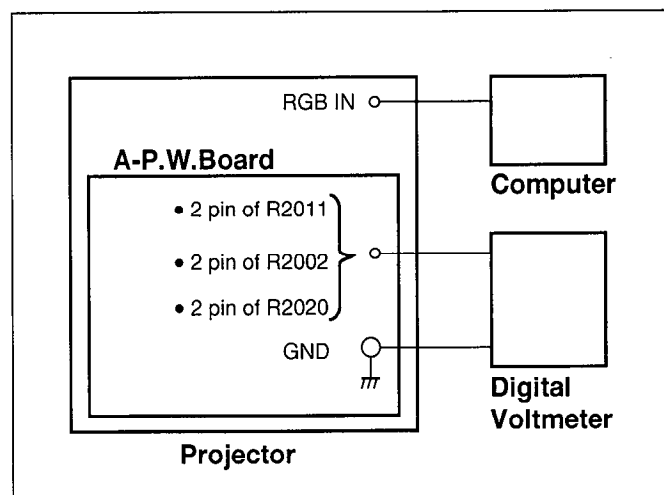 RGB IN
Computer
A-P.W.Board
• 2 pin of R2011
• 2 pin of R2002
• 2 pin of R2020
GND
Digital
Voltmeter
Projector